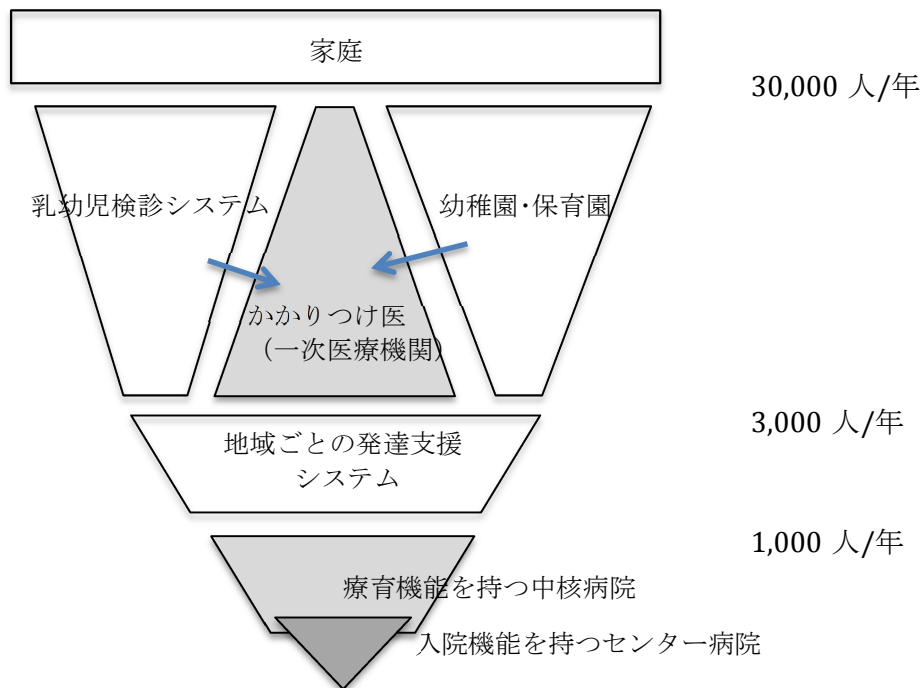 家庭
30,000 人/年
乳幼児検診システム
幼稚園・保育園
かかりつけ医
（一次医療機関）
3,000 人/年
地域ごとの発達支援
システム
1,000 人/年
療育機能を持つ中核病院
入院機能を持つセンター病院